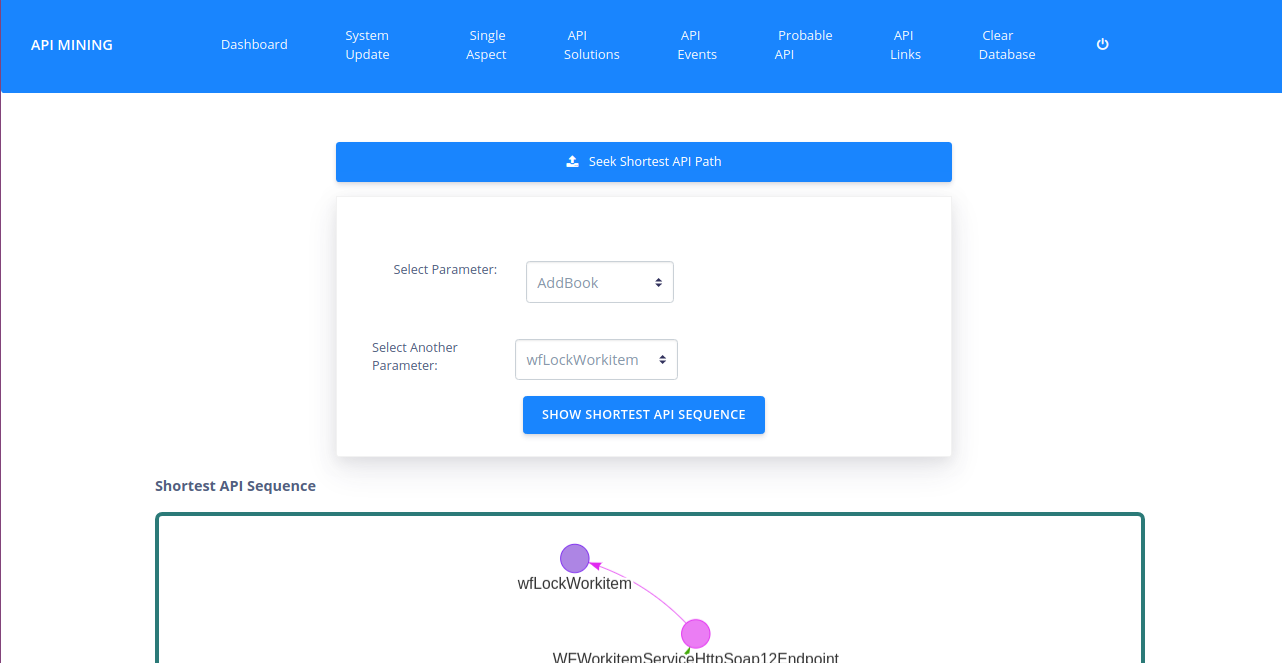 API MINING
Dashboard
System
Update
Single
Aspect
API
Solutions
API
Events
Probable
API
API
Links
Clear
Database
Seek Shortest API Path
Select Parameter:
AddBook
Select Another
Parameter:
wfLockWorkitem
SHOW SHORTEST API SEQUENCE
Shortest API Sequence
wfLockWorkitem
WFWorkitemServiceHttpSoap12Endpoint